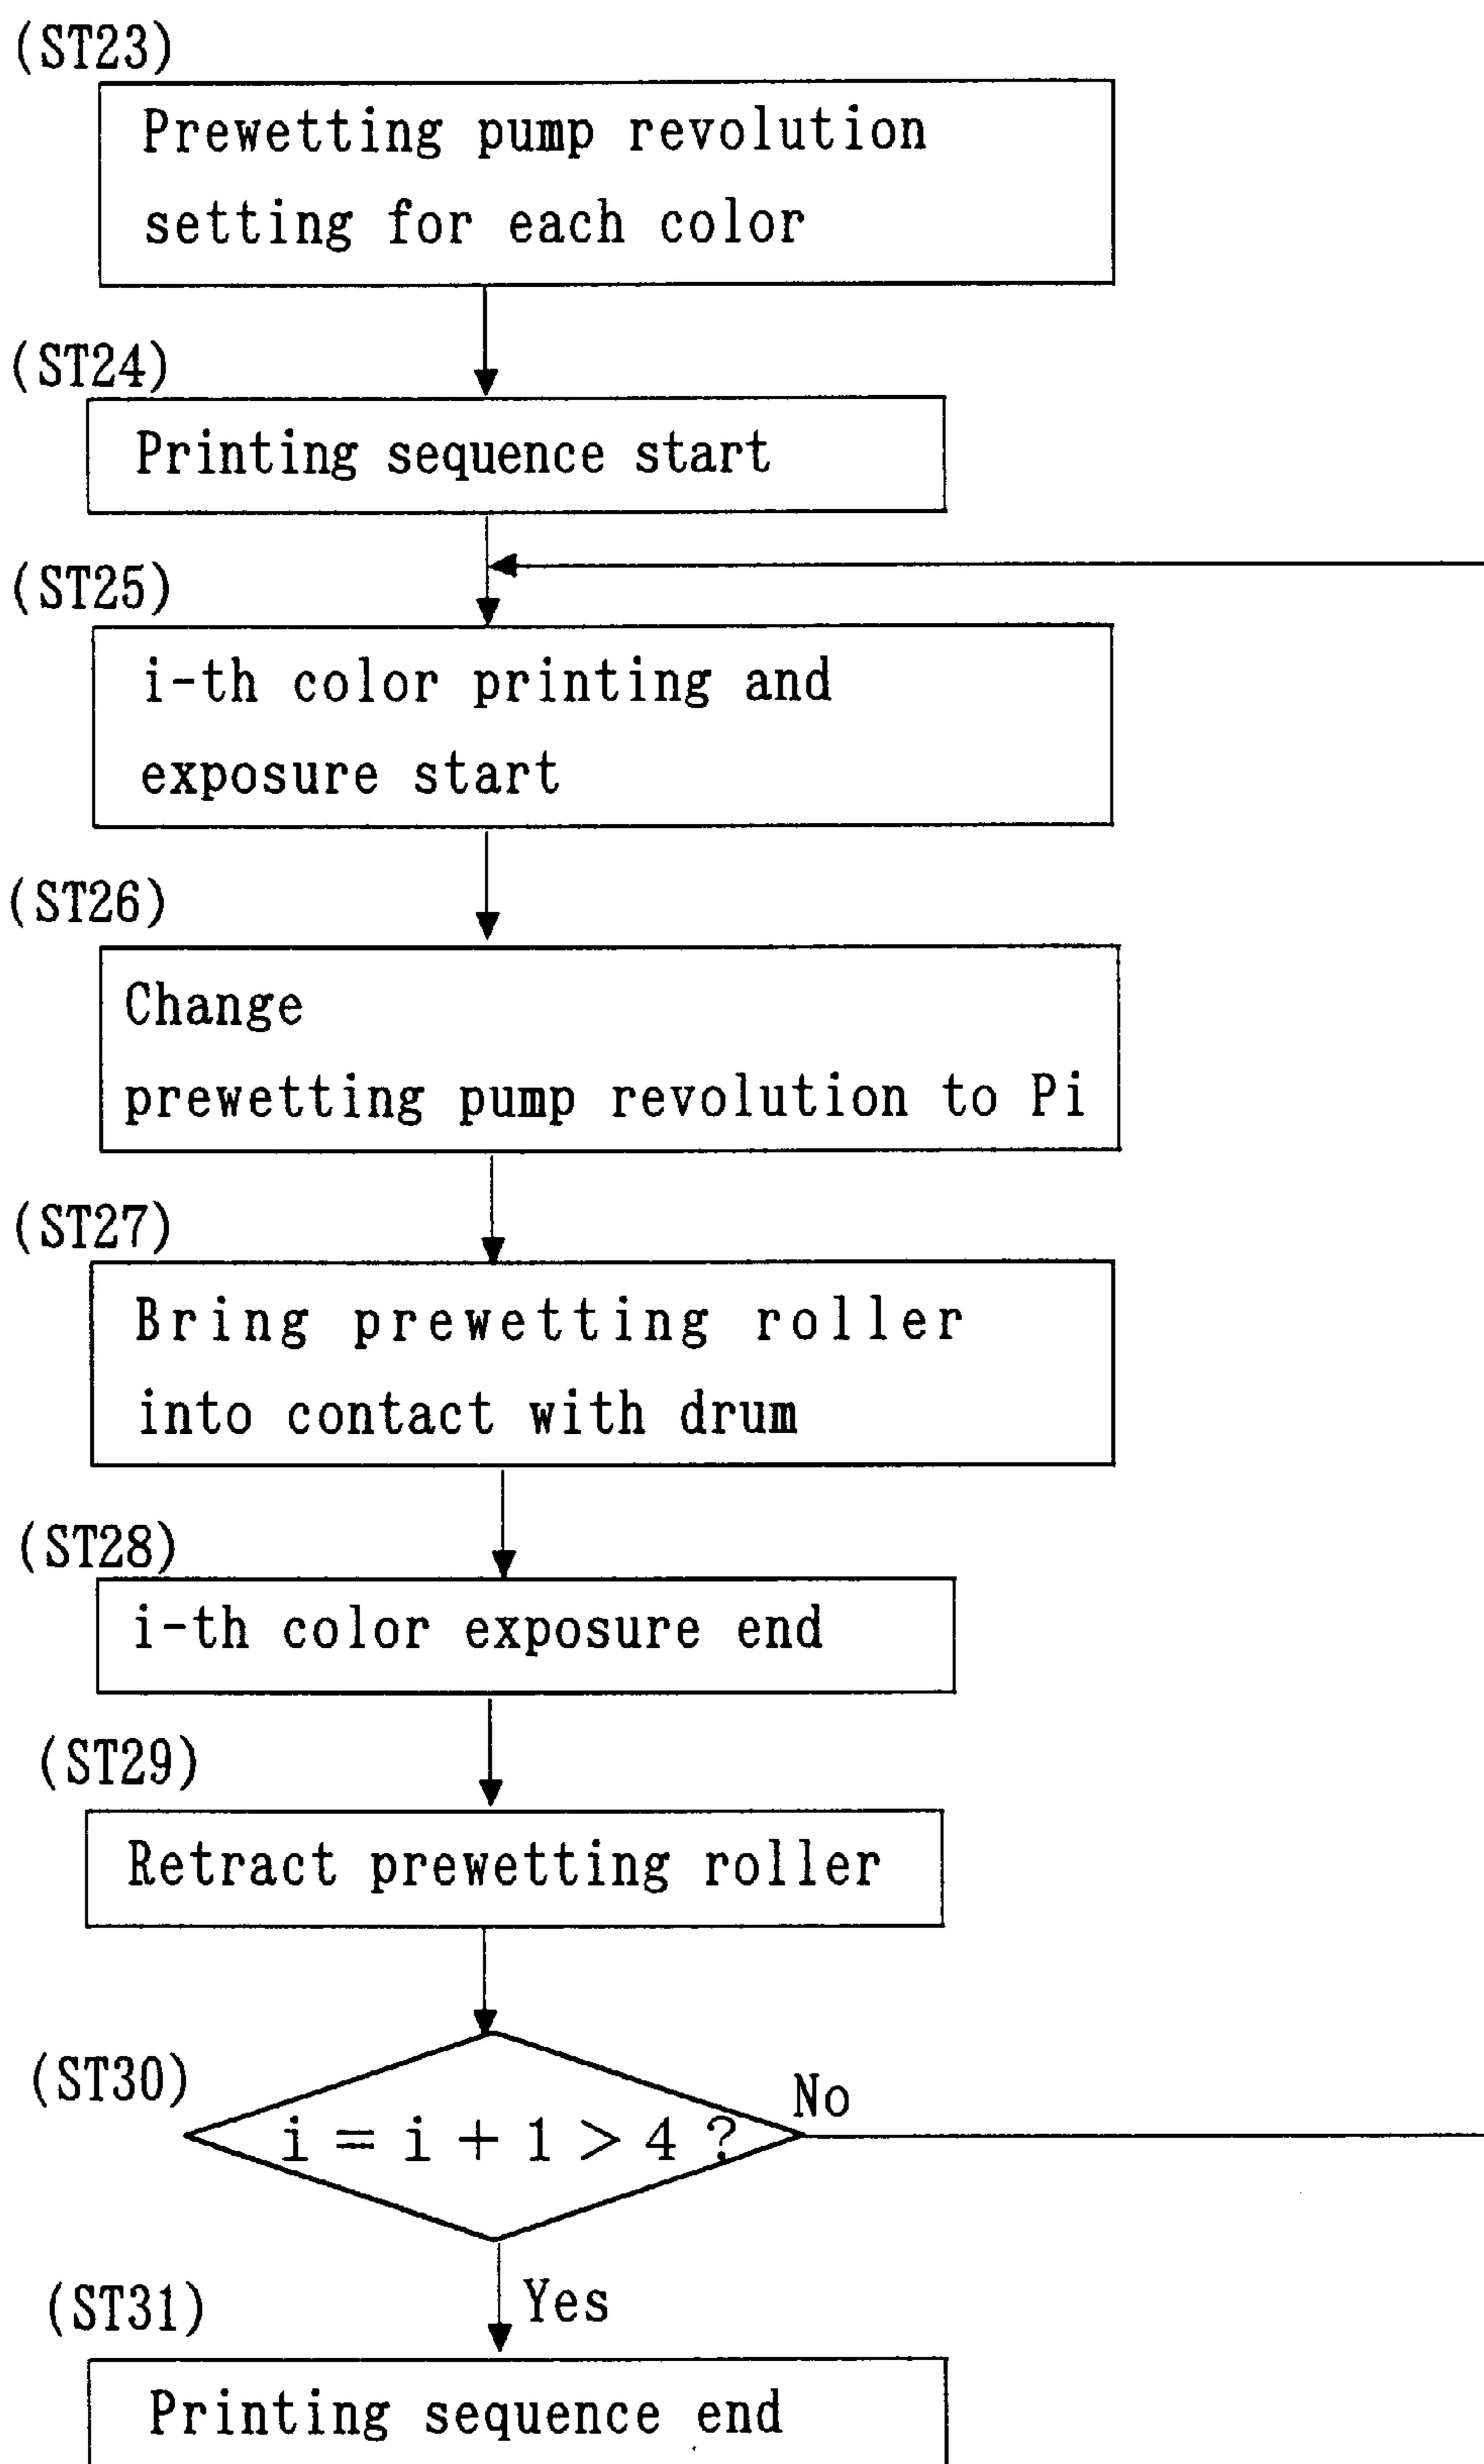 (ST23)
Prewetting pump revolution
setting for each color
(ST24)
Printing sequence start
(ST25)
i-th color printing and
exposure start
(ST26)
Change
prewetting pump revolution to Pi
(ST27)
Bring prewetting roller
into contact with drum
(ST28)
i-th color exposure end
(ST29)
Retract prewetting roller
(ST30)
i = i + 1 > 4 ?
No
Yes
(ST31)
Printing sequence end